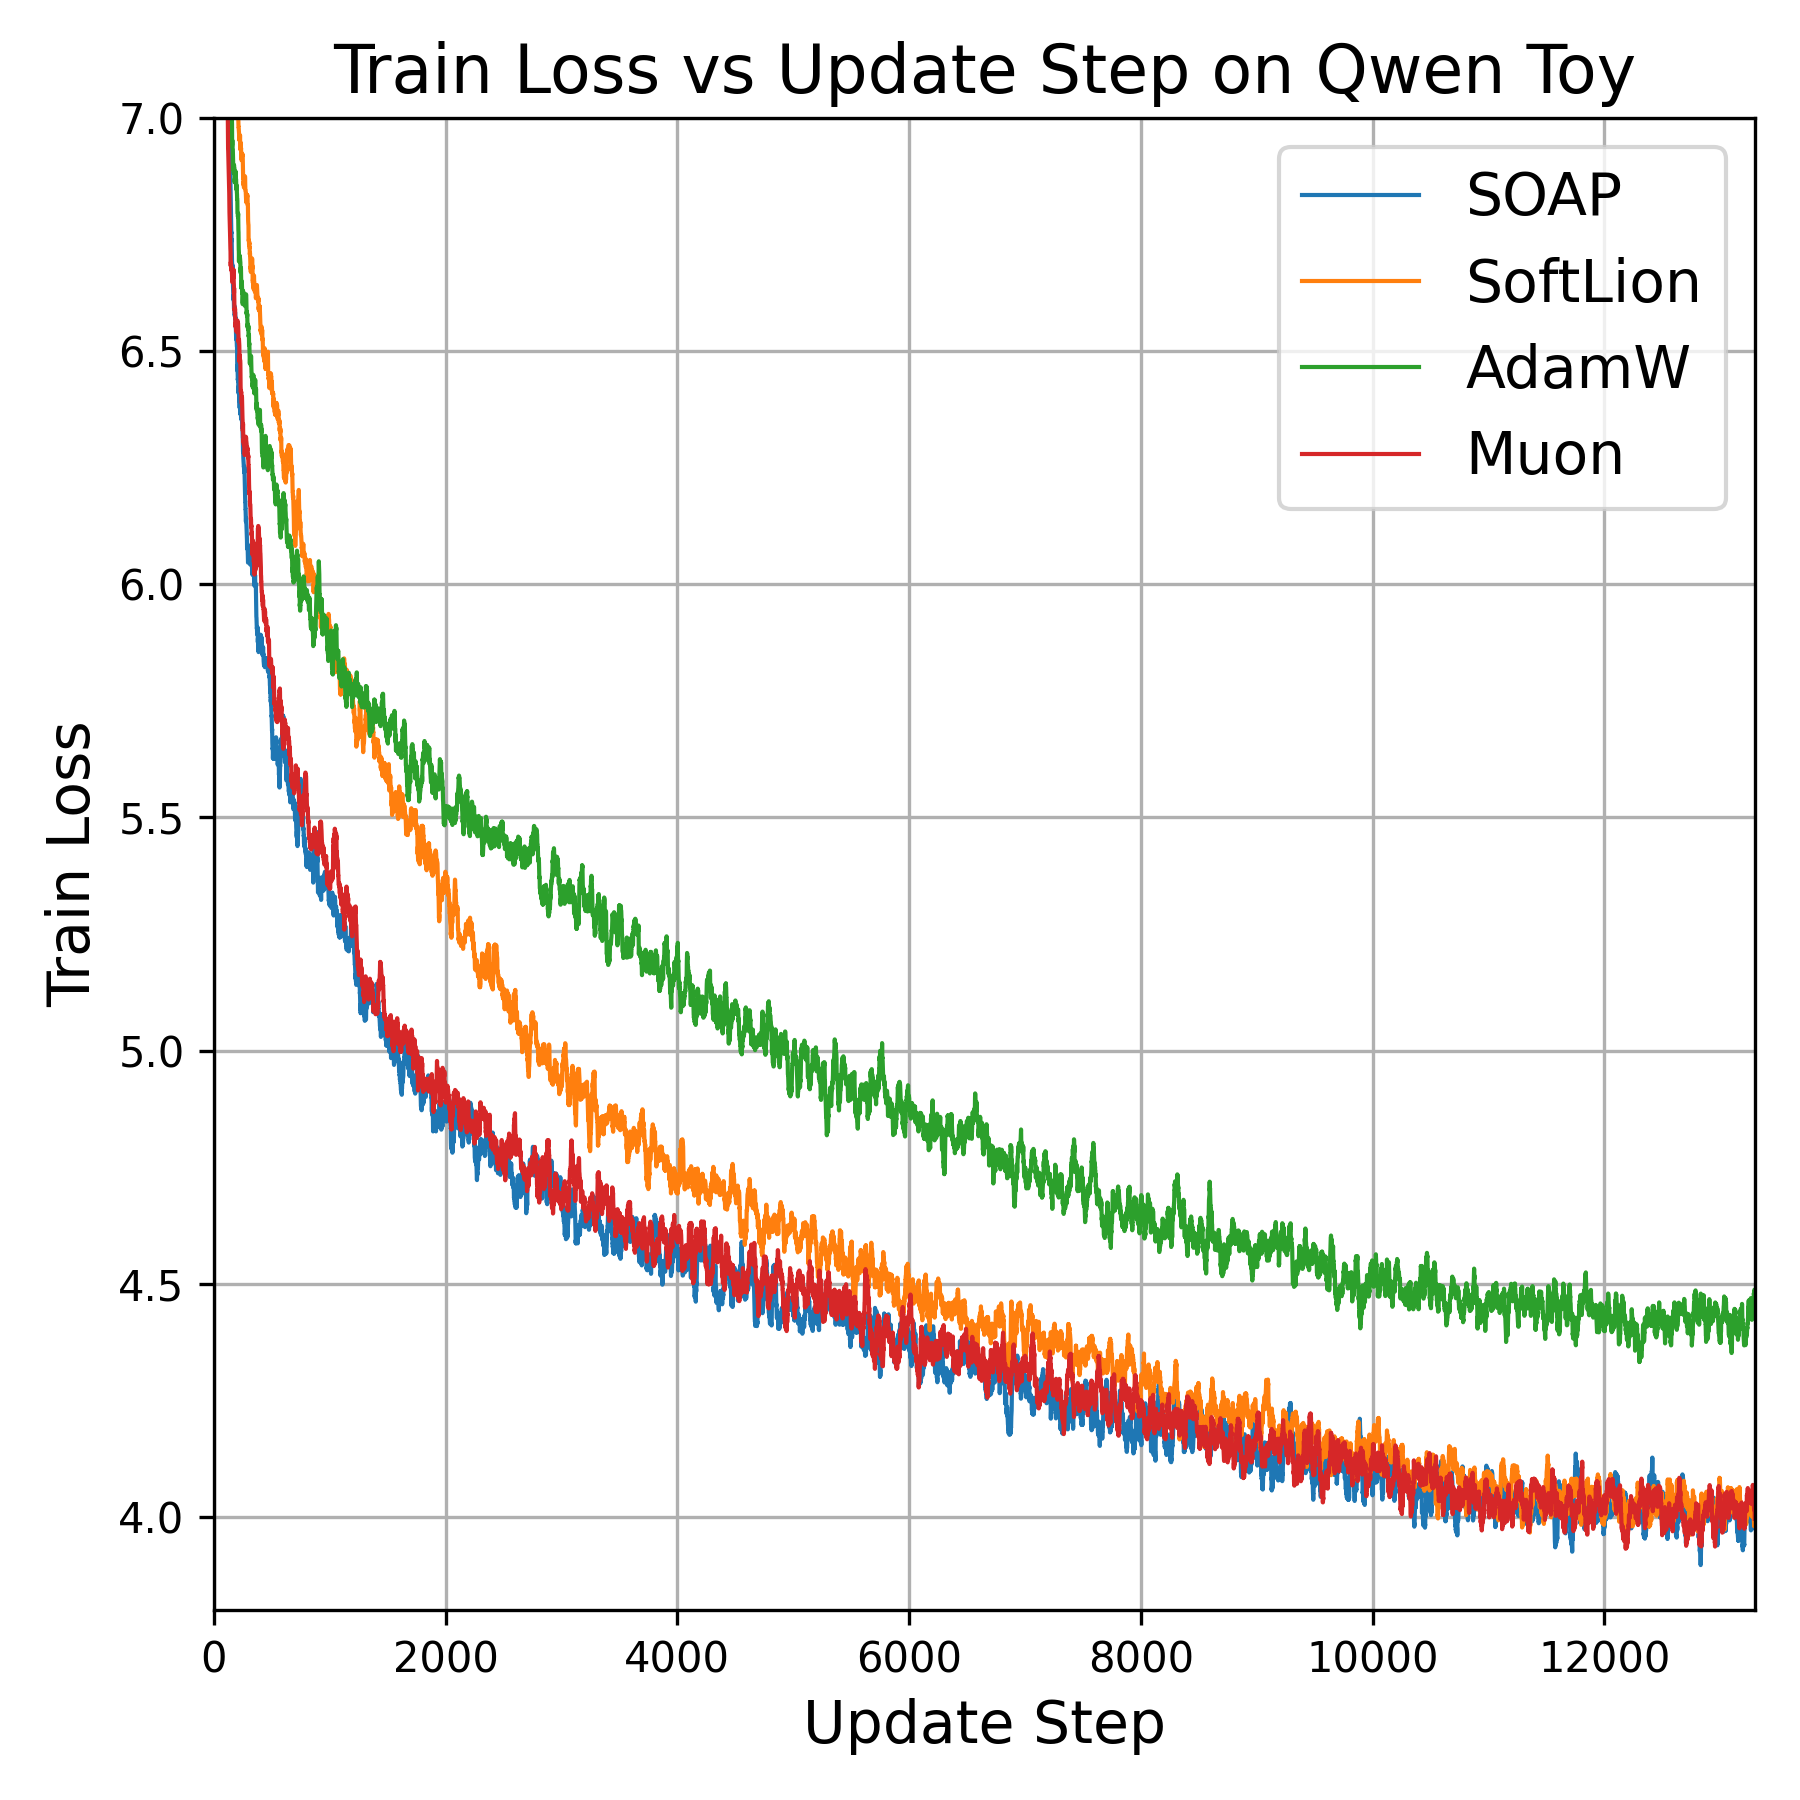 Train Loss vs Update Step on Qwen Toy
7.0
6.5
6.0
5.5
5.0
4.5
4.0
Train Loss
SOAP
SoftLion
AdamW
Muon
0 2000 4000 6000 8000 10000 12000
Update Step